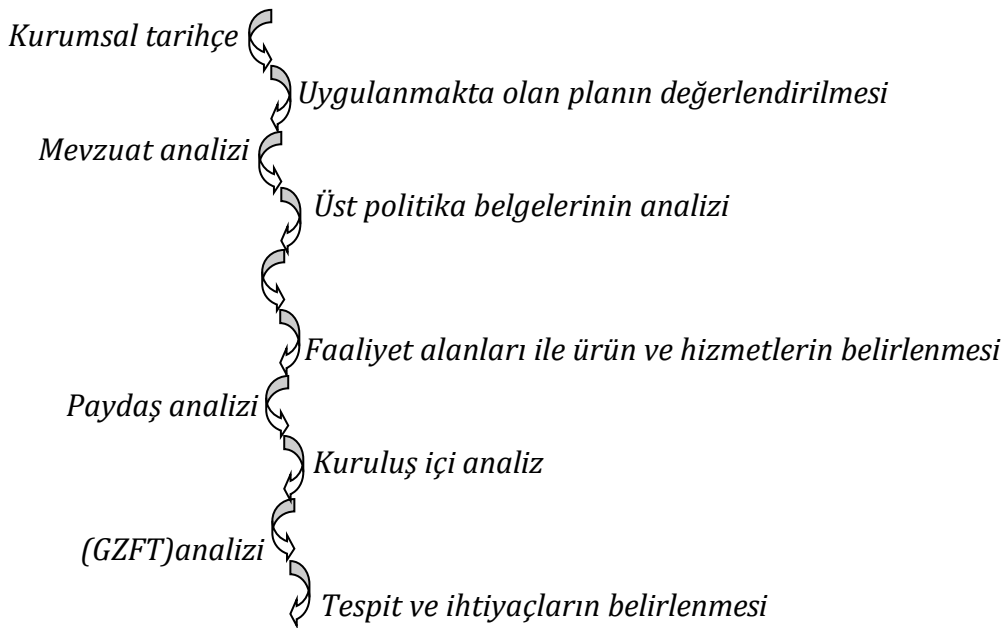 Kurumsal tarihçe
Uygulanmakta olan planın değerlendirilmesi
Mevzuat analizi
Üst politika belgelerinin analizi
Faaliyet alanları ile ürün ve hizmetlerin belirlenmesi
Paydaş analizi
Kuruluş içi analiz
(GZFT)analizi
Tespit ve ihtiyaçların belirlenmesi